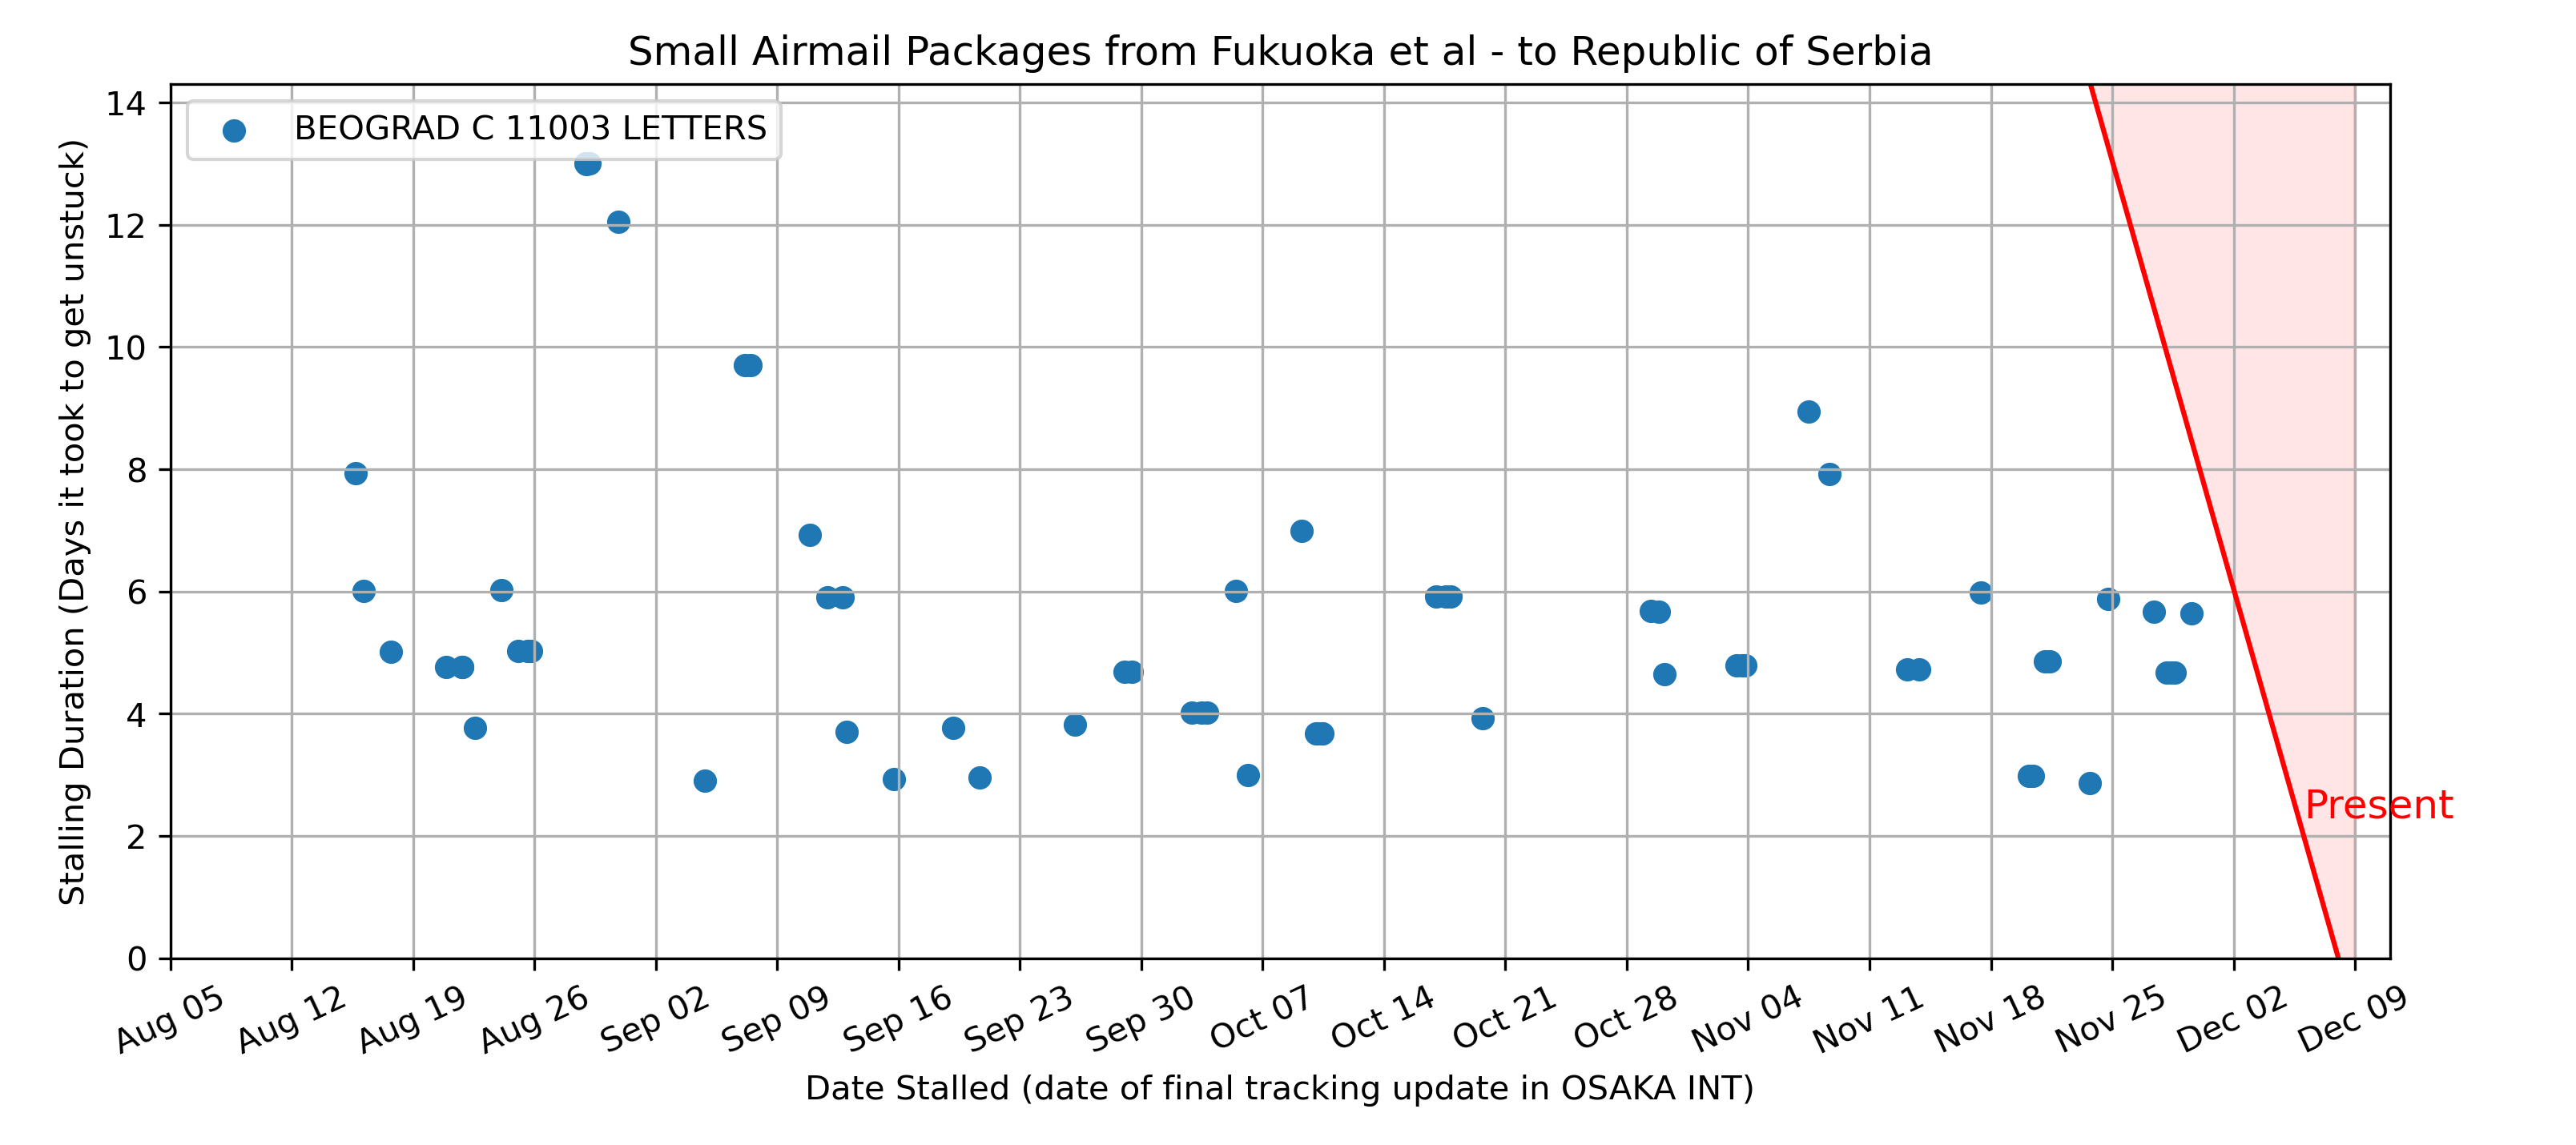 Small Airmail Packages from Fukuoka et al - to Republic of Serbia
BEOGRAD C 11003 LETTERS
Stalling Duration (Days it took to get unstuck)
14
12
10
8
6
4
2
0
Present
Aug 05
Aug 12
Aug 19
Aug 26
Sep 02
Sep 09
Sep 16
Sep 23
Sep 30
Oct 07
Oct 14
Oct 21
Oct 28
Nov 04
Nov 11
Nov 18
Nov 25
Dec 02
Dec 09
Date Stalled (date of final tracking update in OSAKA INT)